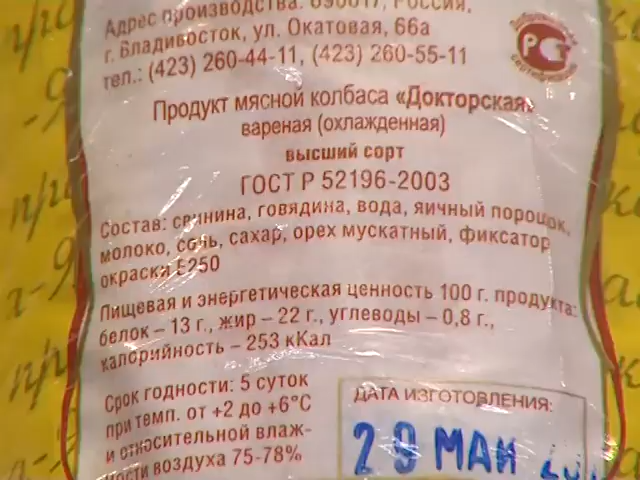 Адрес производства: 690017, Россия,
г. Владивосток, ул. Окатовая, 66а
тел.: (423) 260-44-11, (423) 260-55-11
РСТ
Продукт мясной колбаса «Докторская»
вареная (охлажденная)
высший сорт
ГОСТ Р 52196-2003
Состав: свинина, говядина, вода, яичный порошок,
молоко, соль, сахар, орех мускатный, фиксатор
окраски Е250
Пищевая и энергетическая ценность 100 г. продукта:
белок – 13 г., жир – 22 г., углеводы – 0,8 г.,
калорийность – 253 кКал
Срок годности: 5 суток
при темп. от +2 до +6°С
и относительной влаж-
ности воздуха 75-78%
ДАТА ИЗГОТОВЛЕНИЯ:
29 МАЙ